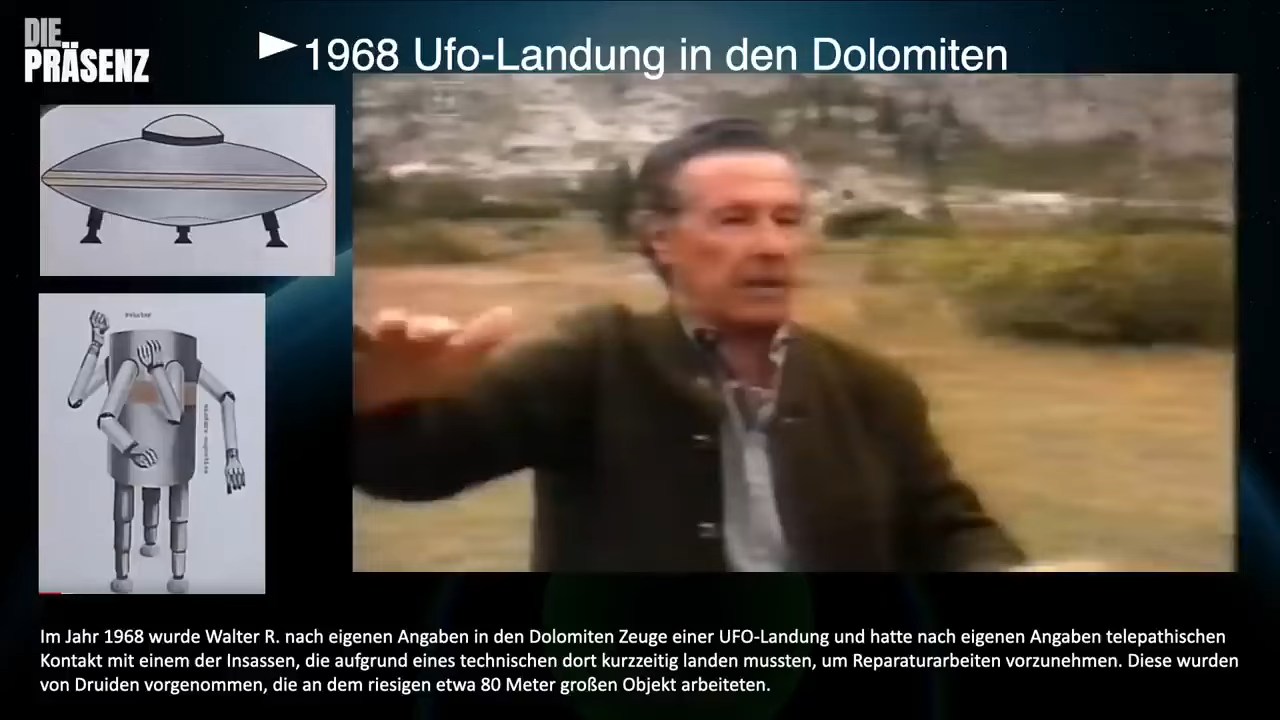 DIE
PRÄSENZ
1968 Ufo-Landung in den Dolomiten
Im Jahr 1968 wurde Walter R. nach eigenen Angaben in den Dolomiten Zeuge einer UFO-Landung und hatte nach eigenen Angaben telepathischen
Kontakt mit einem der Insassen, die aufgrund eines technischen dort kurzzeitig landen mussten, um Reparaturarbeiten vorzunehmen. Diese wurden
von Druiden vorgenommen, die an dem riesigen etwa 80 Meter großen Objekt arbeiteten.